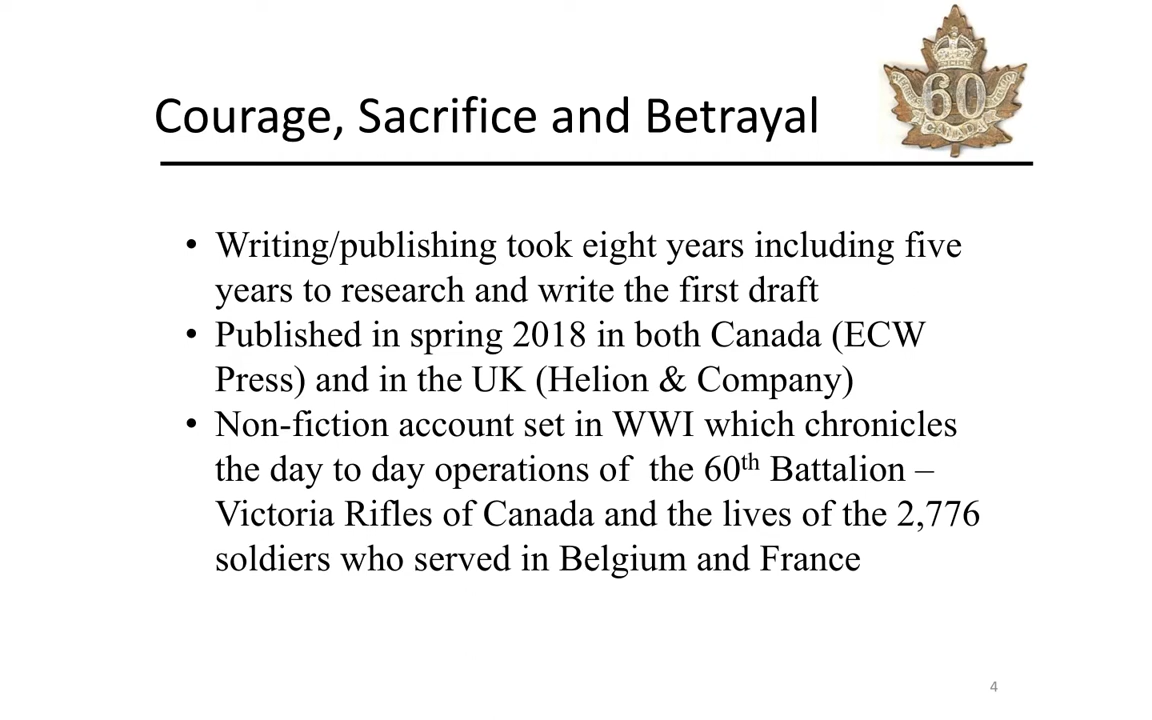 Courage, Sacrifice and Betrayal
60
CANADA
• Writing/publishing took eight years including five
years to research and write the first draft
• Published in spring 2018 in both Canada (ECW
Press) and in the UK (Helion & Company)
• Non-fiction account set in WWI which chronicles
the day to day operations of  the 60th Battalion –
Victoria Rifles of Canada and the lives of the 2,776
soldiers who served in Belgium and France
4